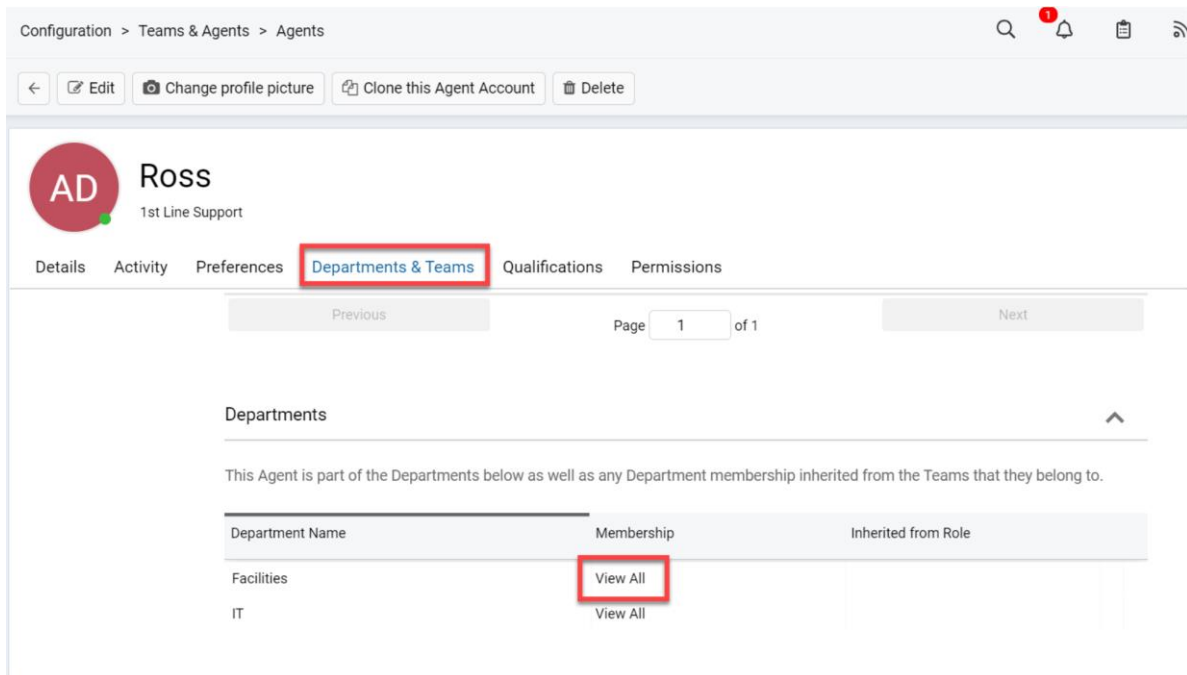 Configuration > Teams & Agents > Agents
1
Edit Change profile picture Clone this Agent Account Delete
AD
Ross
1st Line Support
Details Activity Preferences Departments & Teams Qualifications Permissions
Previous Page 1 of 1 Next
Departments
This Agent is part of the Departments below as well as any Department membership inherited from the Teams that they belong to.
Department Name Membership Inherited from Role
Facilities View All
IT View All